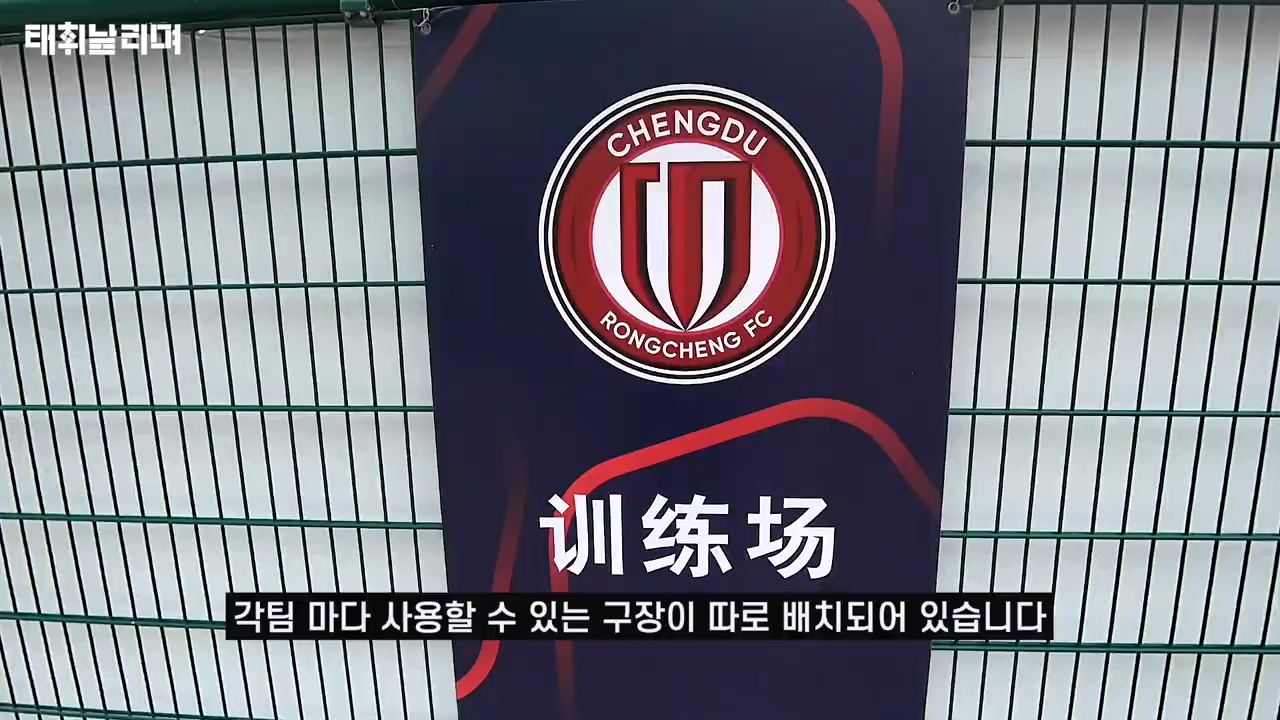 태휘날리며
CHENGDU
RONGCHENG FC
训练场
각팀 마다 사용할 수 있는 구장이 따로 배치되어 있습니다